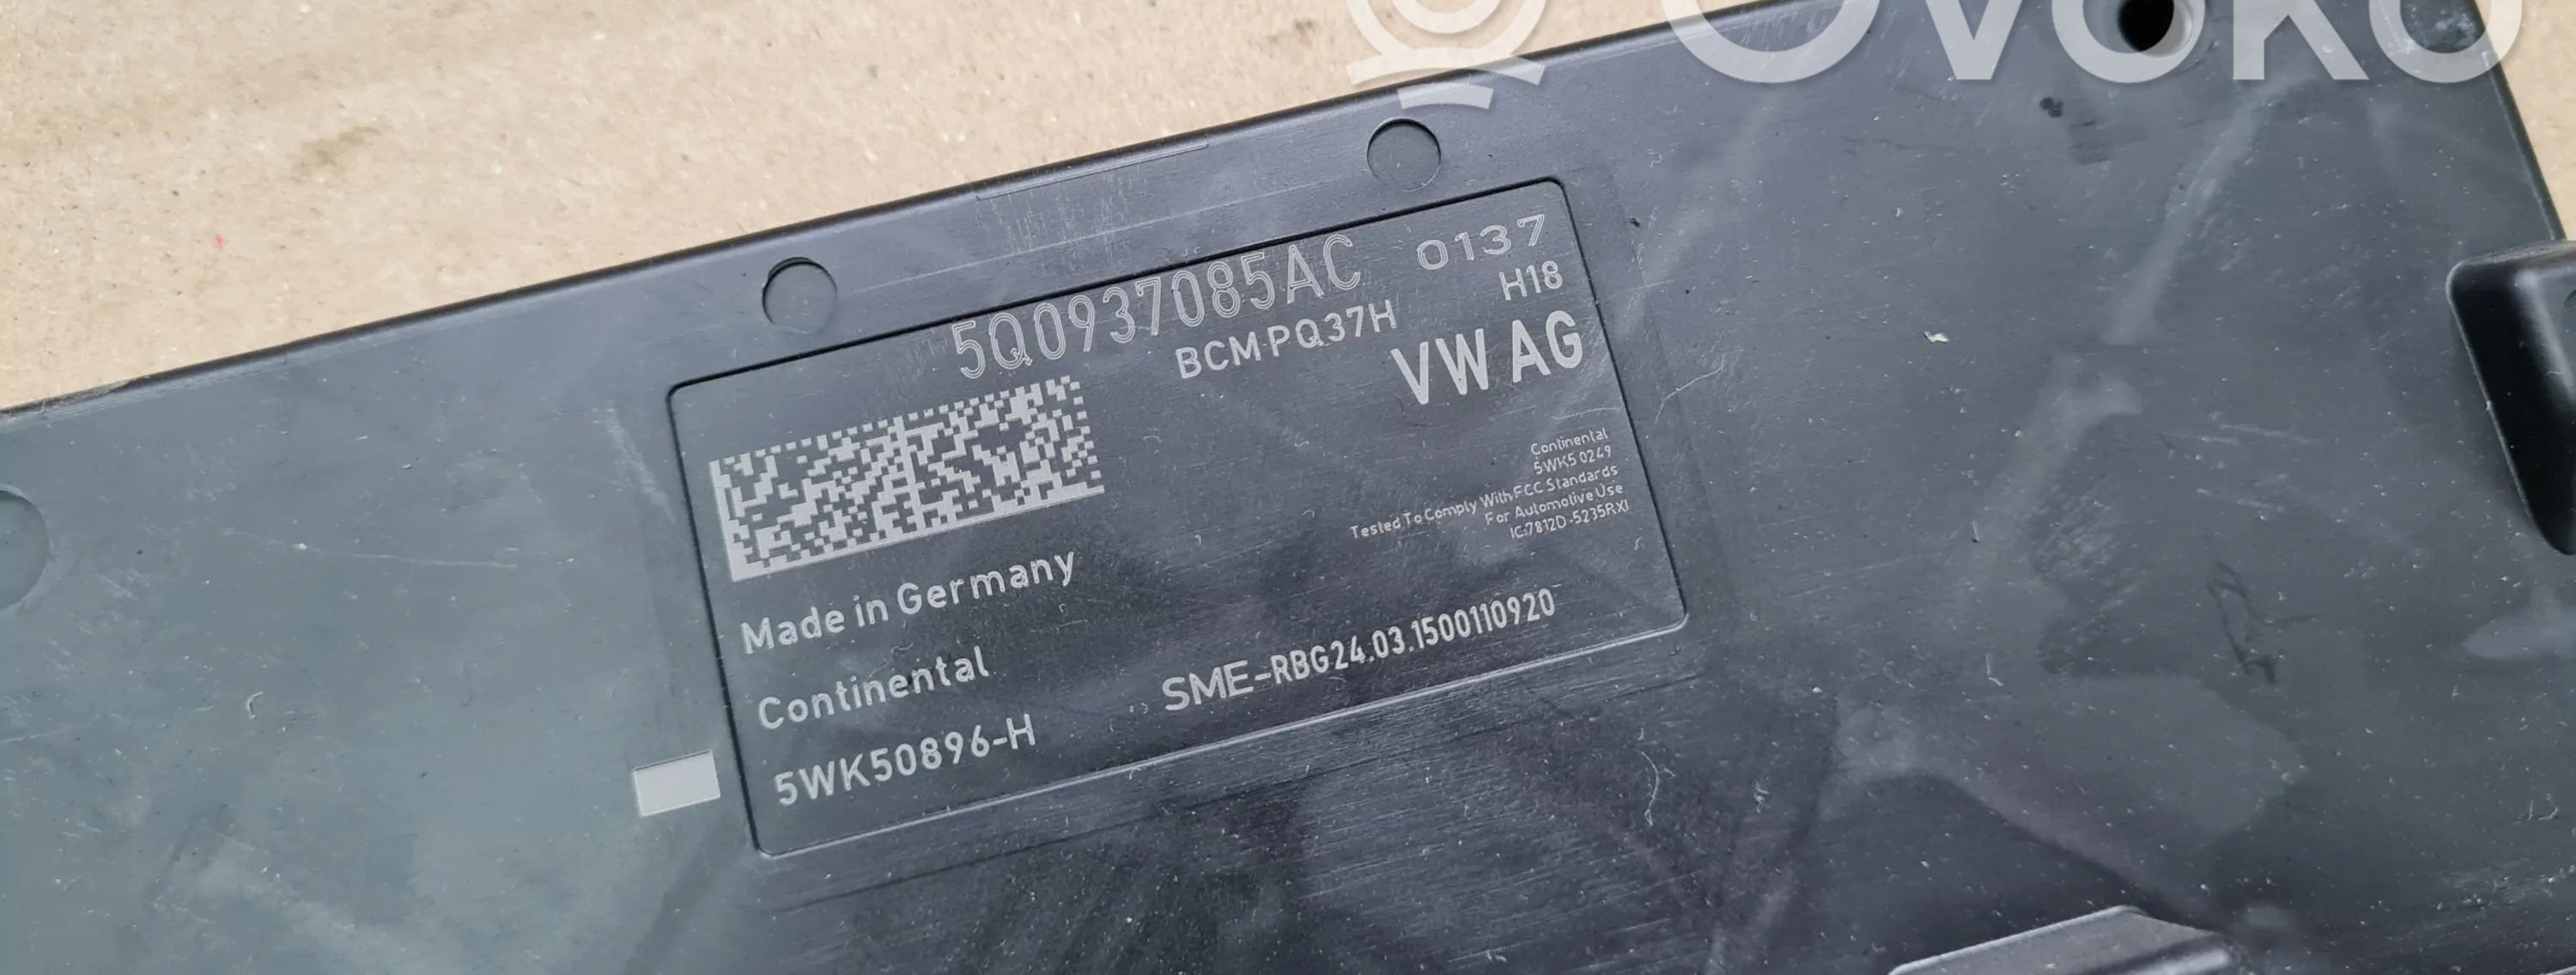 Ovoko
5Q0937085AC 0137
BCM PQ37H H18
VW AG
Continental
5WK5 0249
Tested To Comply With FCC Standards
For Automotive Use
IC:7812D-5235RXI
Made in Germany
Continental
5WK50896-H
SME-RBG24.03.1500110920